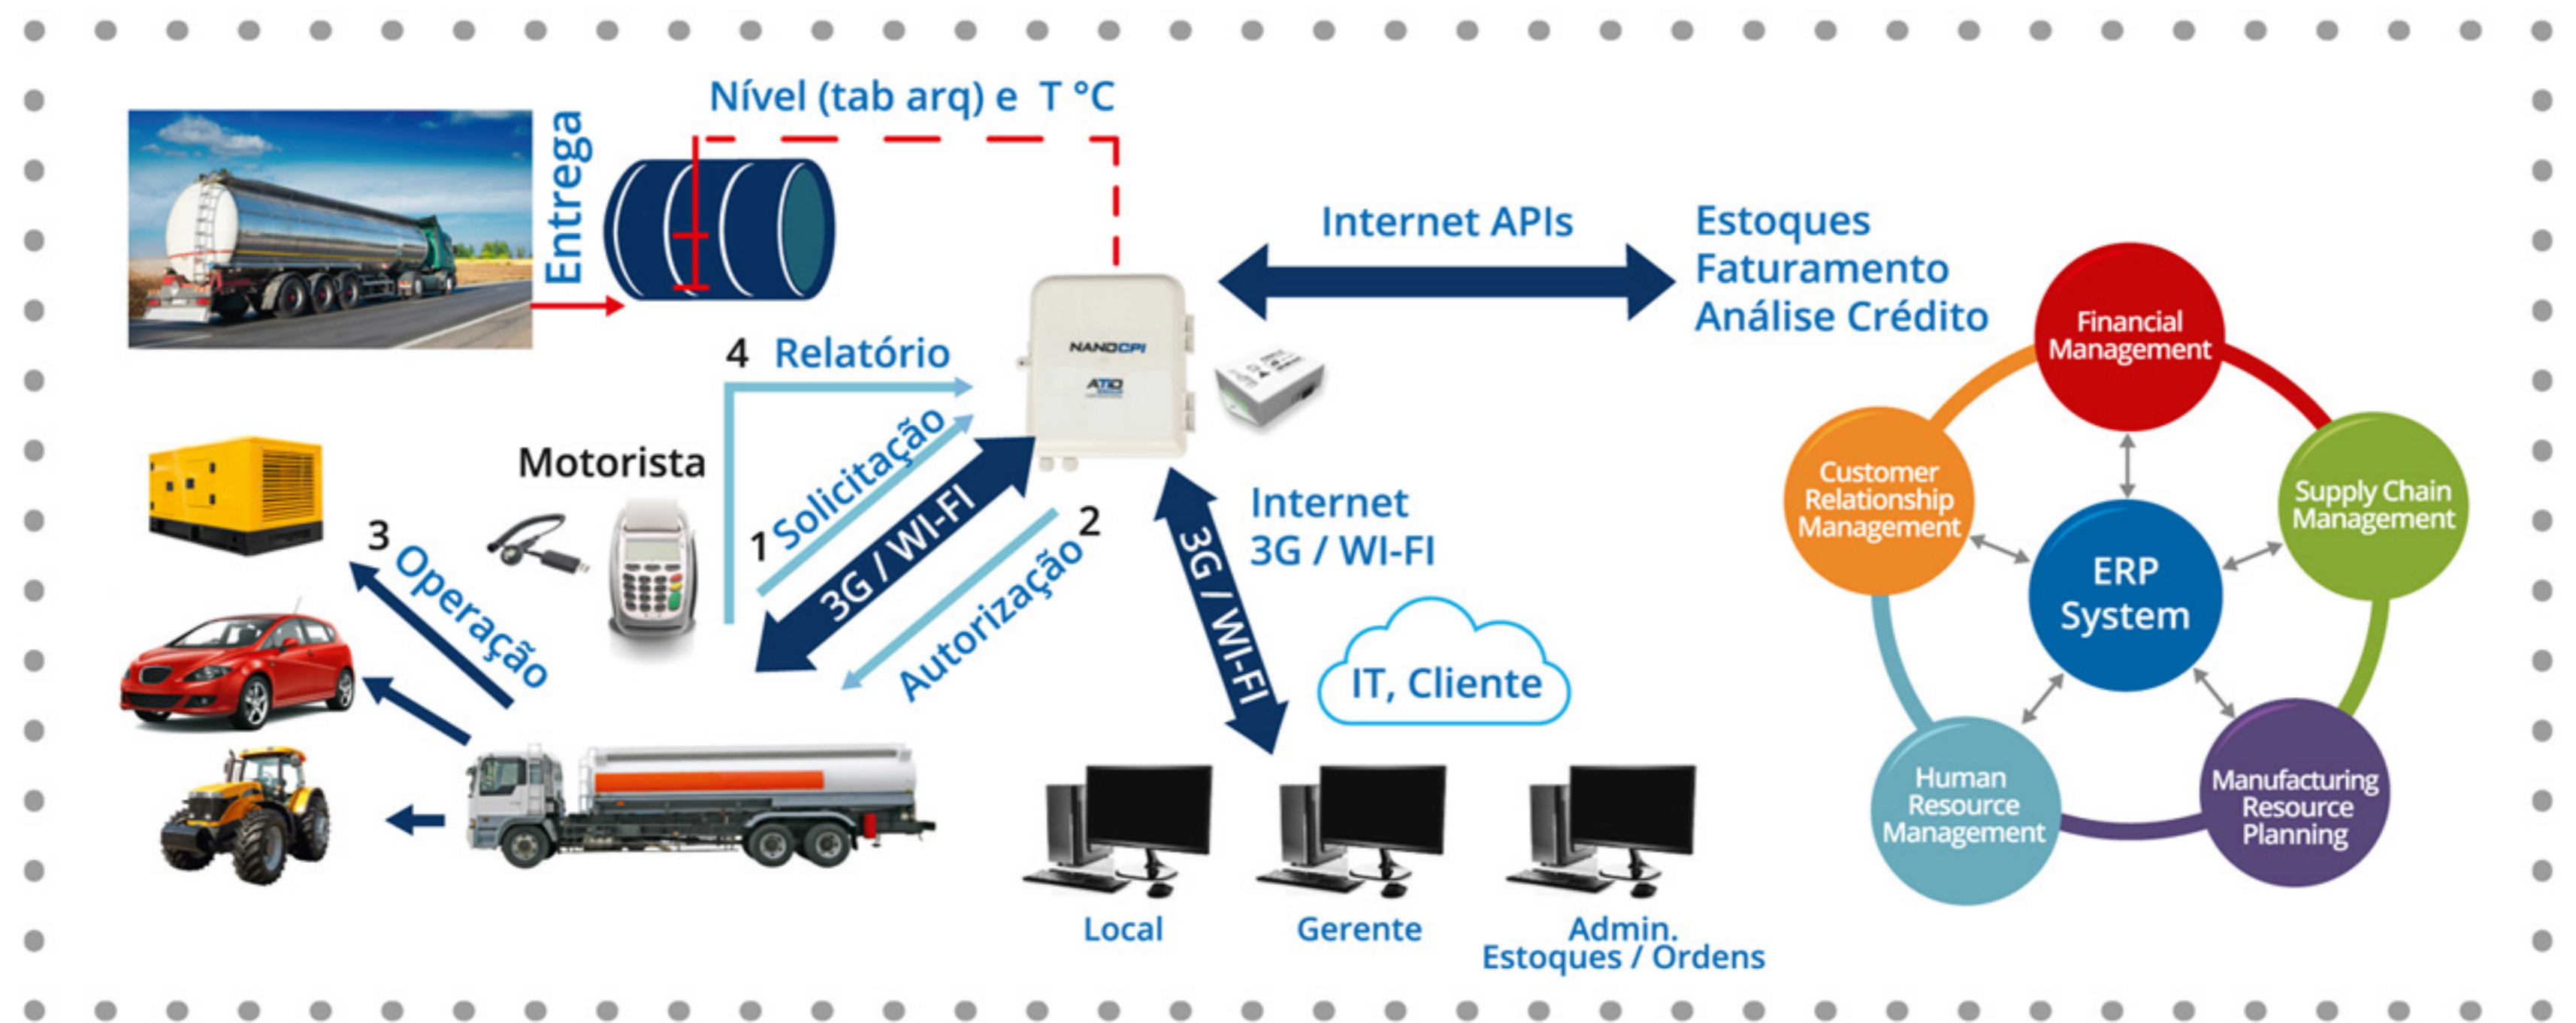 Nível (tab arq) e T °C
Entrega
Internet APIs
Estoques
Faturamento
Análise Crédito
NANOCPI
ATIO
4 Relatório
Motorista
1 Solicitação
3G / WI-FI
2
Autorização
3 Operação
Internet
3G / WI-FI
3G / WI-FI
IT, Cliente
Local
Gerente
Admin.
Estoques / Ordens
Financial
Management
Customer
Relationship
Management
Supply Chain
Management
ERP
System
Human
Resource
Management
Manufacturing
Resource
Planning